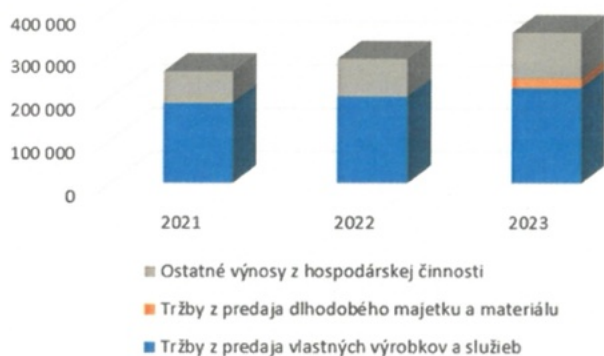 400 000
300 000
200 000
100 000
0
2021
2022
2023
Ostatné výnosy z hospodárskej činnosti
Tržby z predaja dlhodobého majetku a materiálu
Tržby z predaja vlastných výrobkov a služieb